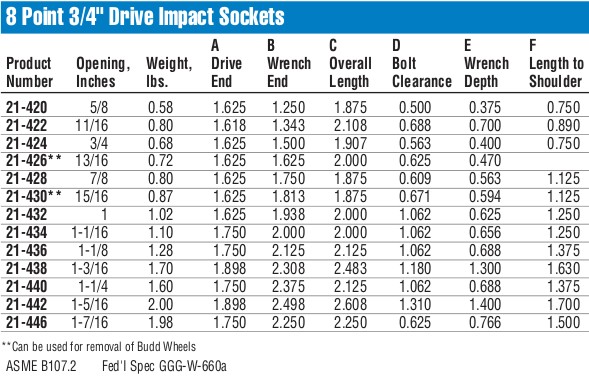 8 Point 3/4" Drive Impact Sockets
A B C D E F
Product Opening, Weight, Drive Wrench Overall Bolt Wrench Length to
Number Inches lbs. End End Length Clearance Depth Shoulder
21-420 5/8 0.58 1.625 1.250 1.875 0.500 0.375 0.750
21-422 11/16 0.80 1.618 1.343 2.108 0.688 0.700 0.890
21-424 3/4 0.68 1.625 1.500 1.907 0.563 0.400 0.750
21-426** 13/16 0.72 1.625 1.625 2.000 0.625 0.470
21-428 7/8 0.80 1.625 1.750 1.875 0.609 0.563 1.125
21-430** 15/16 0.87 1.625 1.813 1.875 0.671 0.594 1.125
21-432 1 1.02 1.625 1.938 2.000 1.062 0.625 1.250
21-434 1-1/16 1.10 1.750 2.000 2.000 1.062 0.656 1.250
21-436 1-1/8 1.28 1.750 2.125 2.125 1.062 0.688 1.375
21-438 1-3/16 1.70 1.898 2.308 2.483 1.180 1.300 1.630
21-440 1-1/4 1.60 1.750 2.375 2.125 1.062 0.688 1.375
21-442 1-5/16 2.00 1.898 2.498 2.608 1.310 1.400 1.700
21-446 1-7/16 1.98 1.750 2.250 2.250 0.625 0.766 1.500
**Can be used for removal of Budd Wheels
ASME B107.2 Fed'l Spec GGG-W-660a